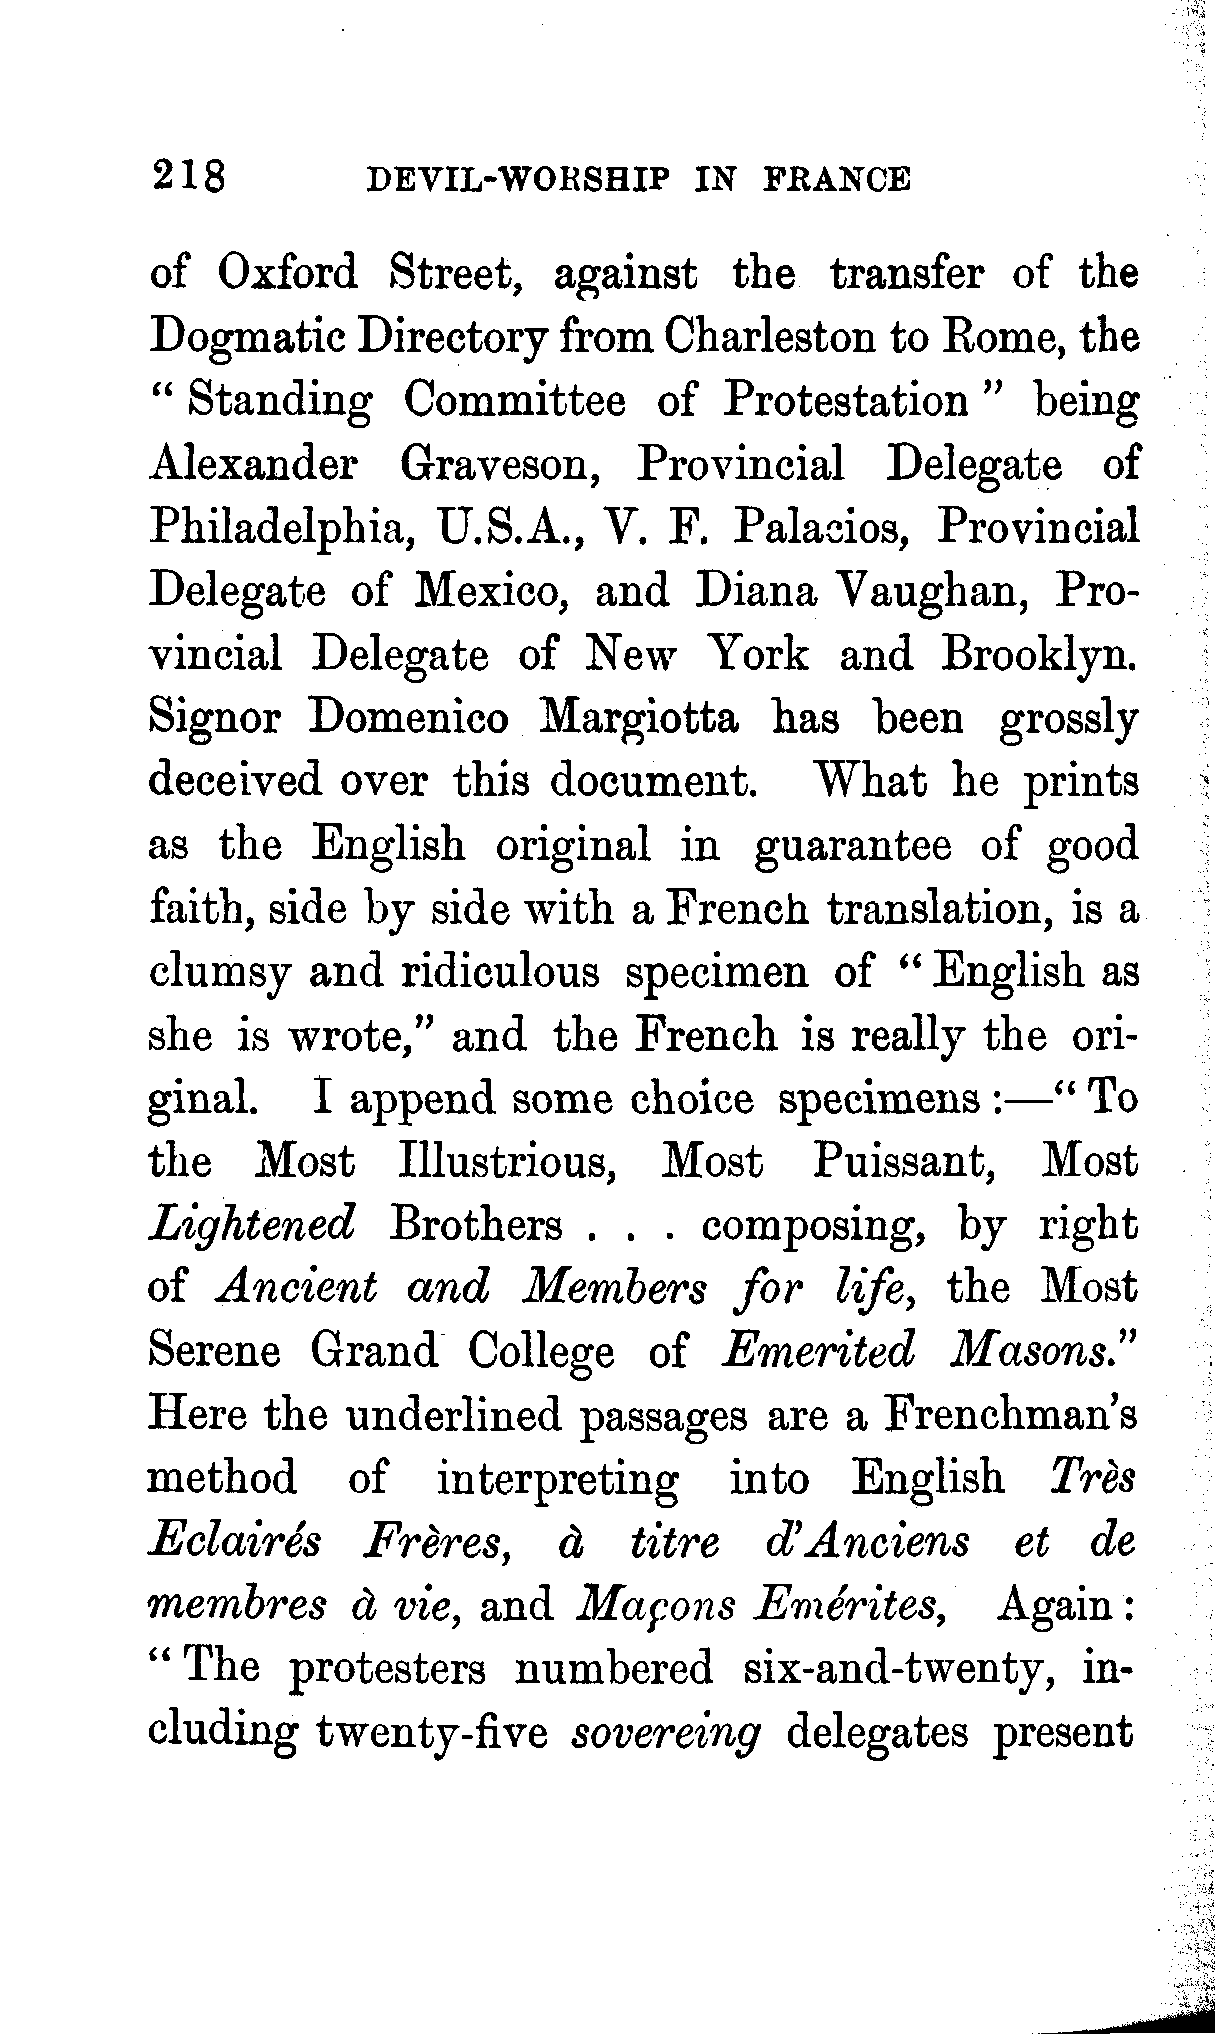 218 DEVIL-WORSHIP IN FRANCE
of Oxford Street, against the transfer of the
Dogmatic Directory from Charleston to Rome, the
“ Standing Committee of Protestation ” being
Alexander Graveson, Provincial Delegate of
Philadelphia, U.S.A., V. F. Palacios, Provincial
Delegate of Mexico, and Diana Vaughan, Pro-
vincial Delegate of New York and Brooklyn.
Signor Domenico Margiotta has been grossly
deceived over this document. What he prints
as the English original in guarantee of good
faith, side by side with a French translation, is a
clumsy and ridiculous specimen of “ English as
she is wrote,” and the French is really the ori-
ginal. I append some choice specimens :—“ To
the Most Illustrious, Most Puissant, Most
Lightened Brothers . . . composing, by right
of Ancient and Members for life, the Most
Serene Grand College of Emerited Masons.”
Here the underlined passages are a Frenchman’s
method of interpreting into English Très
Eclairés Frères, à titre d’Anciens et de
membres à vie, and Maçons Emérites, Again :
“ The protesters numbered six-and-twenty, in-
cluding twenty-five sovereing delegates present